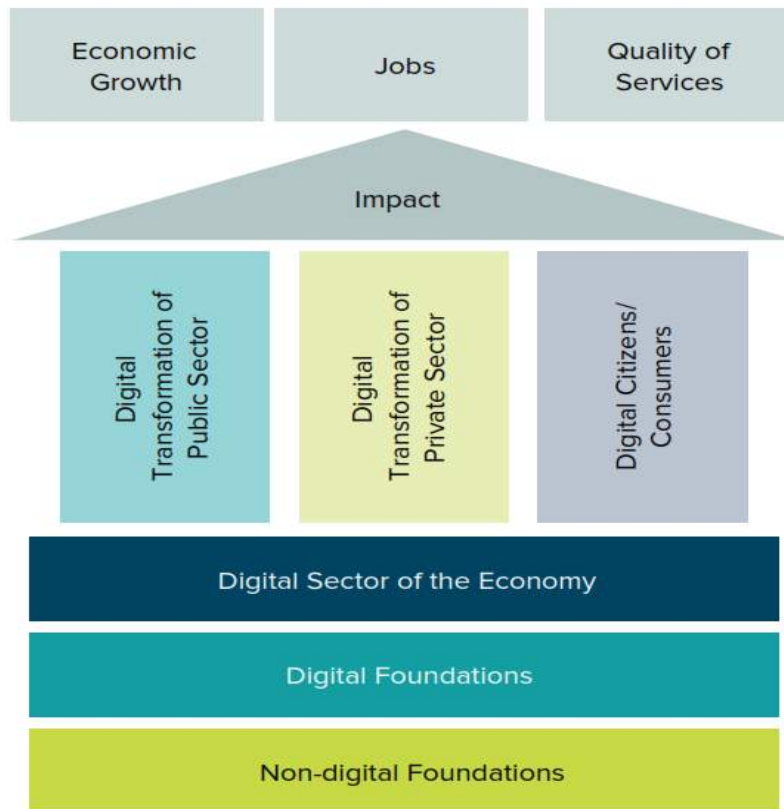 Economic
Growth
Jobs
Quality of
Services
Impact
Digital
Transformation of
Public Sector
Digital
Transformation of
Private Sector
Digital Citizens/
Consumers
Digital Sector of the Economy
Digital Foundations
Non-digital Foundations